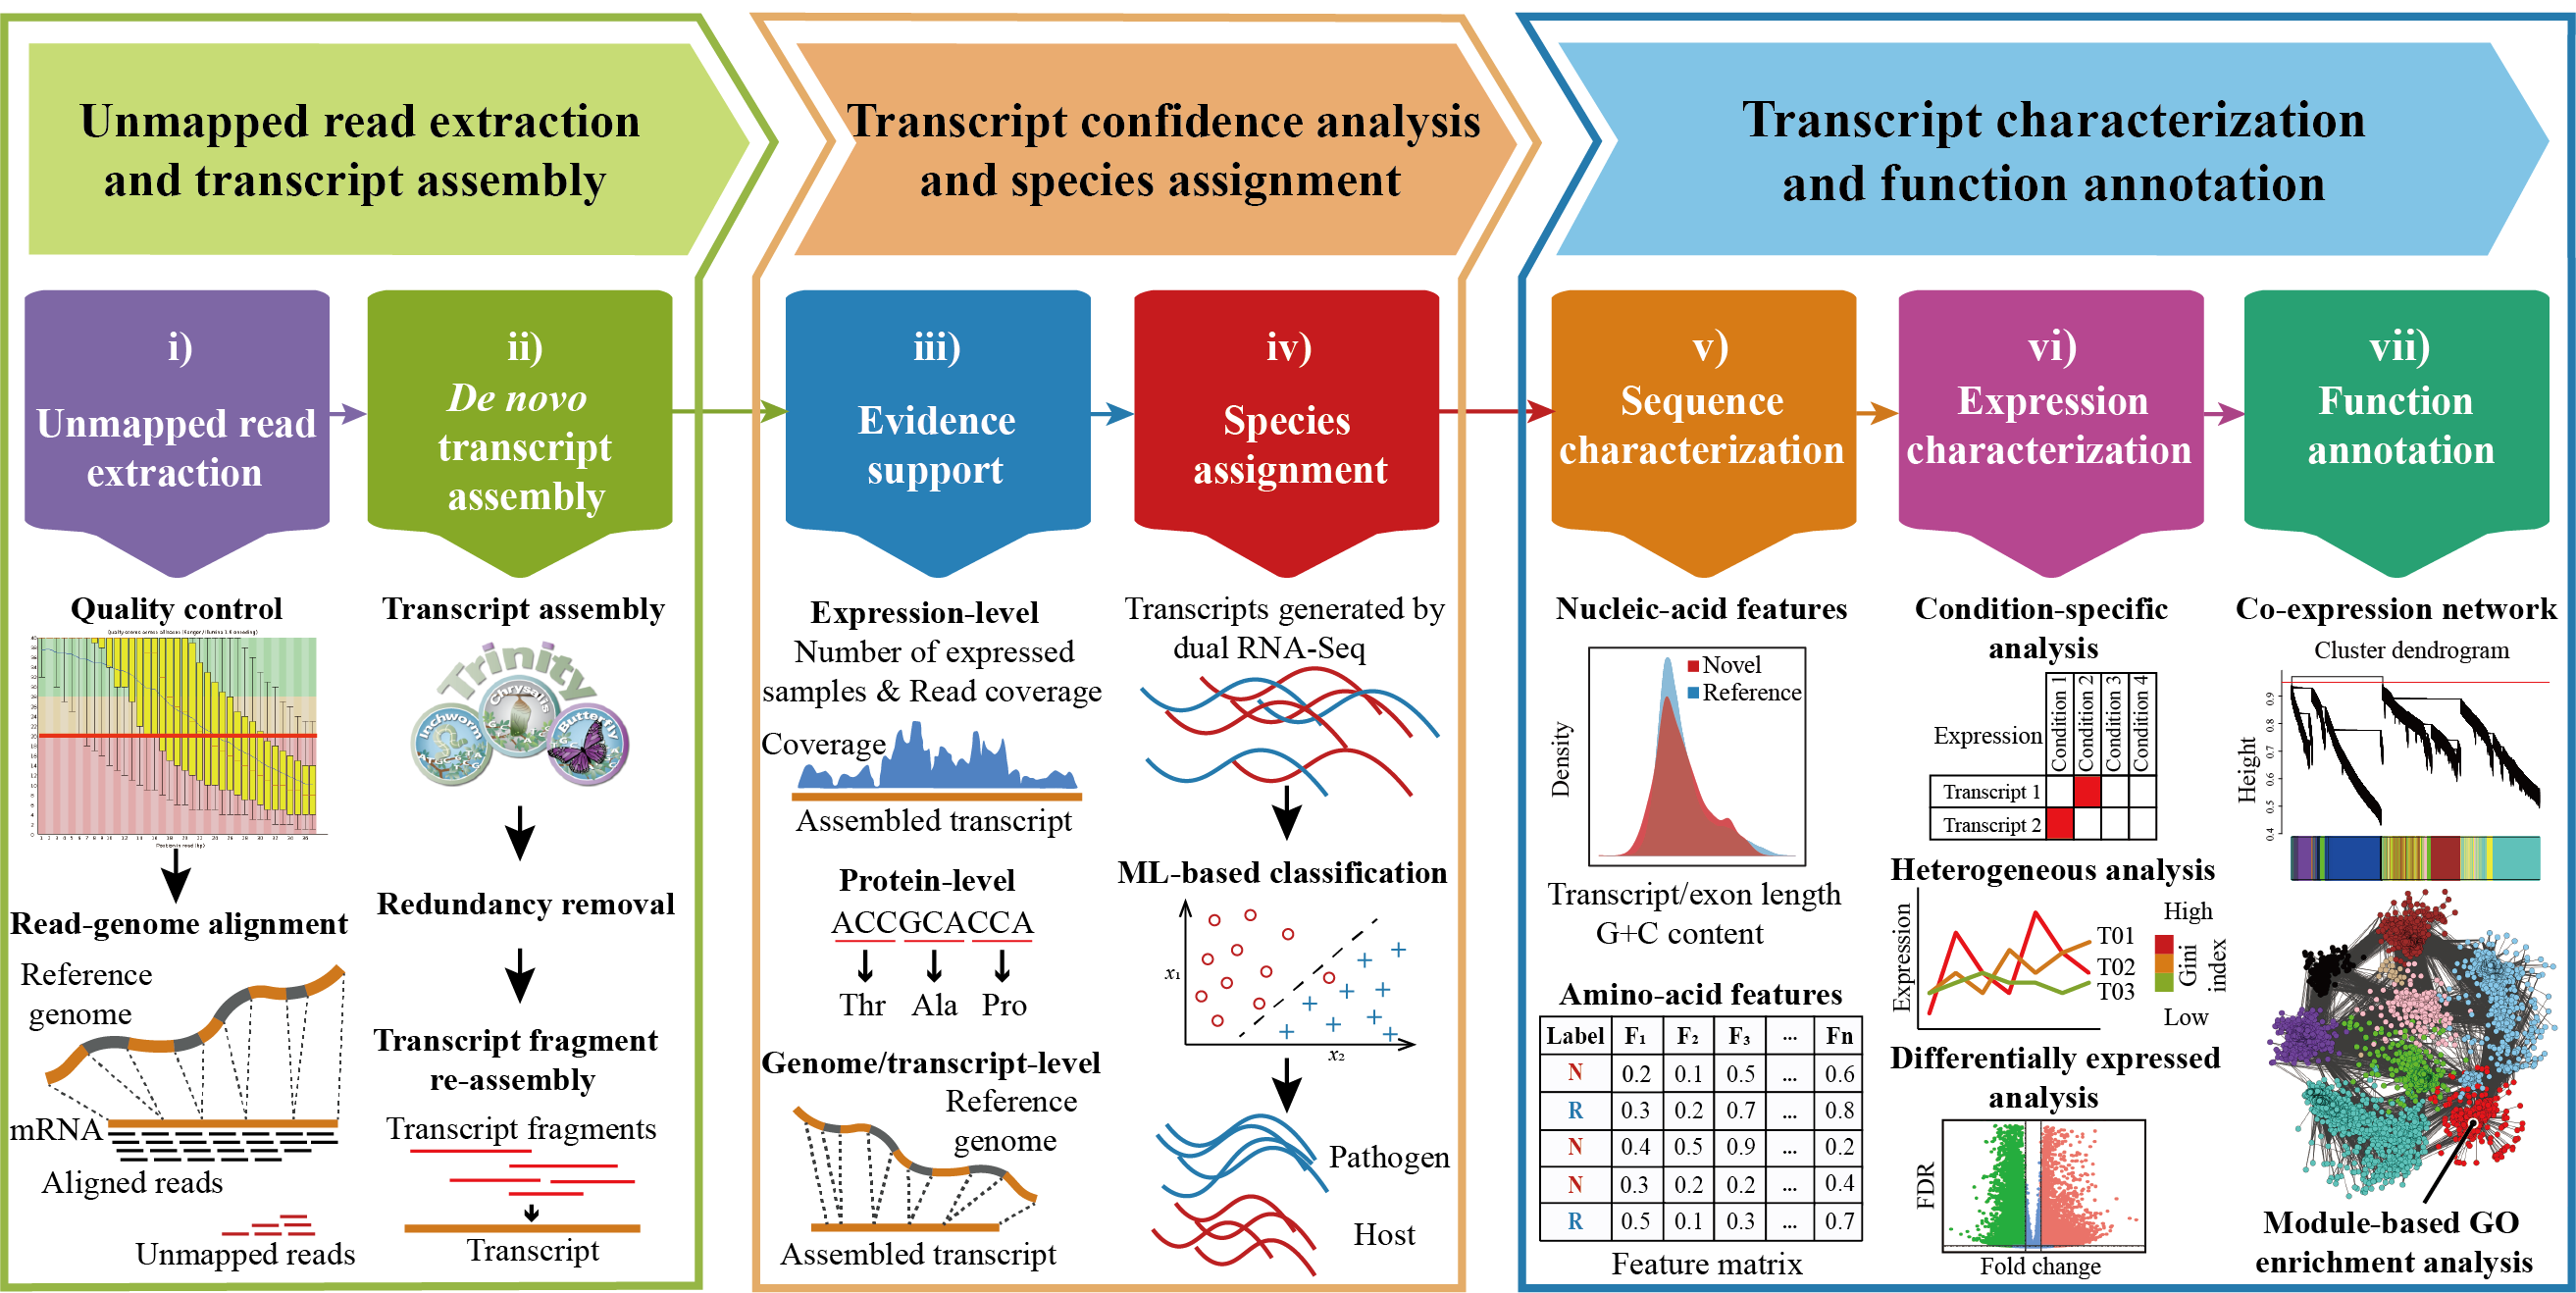 Unmapped read extraction
and transcript assembly
Transcript confidence analysis
and species assignment
Transcript characterization
and function annotation
i)
Unmapped read
extraction
ii)
De novo
transcript
assembly
iii)
Evidence
support
iv)
Species
assignment
v)
Sequence
characterization
vi)
Expression
characterization
vii)
Function
annotation
Quality control
Read-genome alignment
Reference
genome
mRNA
Aligned reads
Unmapped reads
Transcript assembly
Trinity
Inchworm
Chrysalis
Butterfly
Redundancy removal
Transcript fragment
re-assembly
Transcript fragments
Transcript
Expression-level
Number of expressed
samples & Read coverage
Coverage
Assembled transcript
Protein-level
ACCGCACCA
Thr Ala Pro
Genome/transcript-level
Reference
genome
Assembled transcript
Transcripts generated by
dual RNA-Seq
ML-based classification
x₁
x₂
Pathogen
Host
Nucleic-acid features
Novel
Reference
Density
Transcript/exon length
G+C content
Amino-acid features
Label F₁ F₂ F₃ ... Fn
N 0.2 0.1 0.5 ... 0.6
R 0.3 0.2 0.7 ... 0.8
N 0.4 0.5 0.9 ... 0.2
N 0.3 0.2 0.2 ... 0.4
R 0.5 0.1 0.3 ... 0.7
Feature matrix
Condition-specific
analysis
Expression
Condition 1
Condition 2
Condition 3
Condition 4
Transcript 1
Transcript 2
Heterogeneous analysis
Expression
T01
T02
T03
High
Gini
index
Low
Differentially expressed
analysis
FDR
Fold change
Co-expression network
Cluster dendrogram
Height
0.9
0.8
0.7
0.6
0.5
0.4
Module-based GO
enrichment analysis